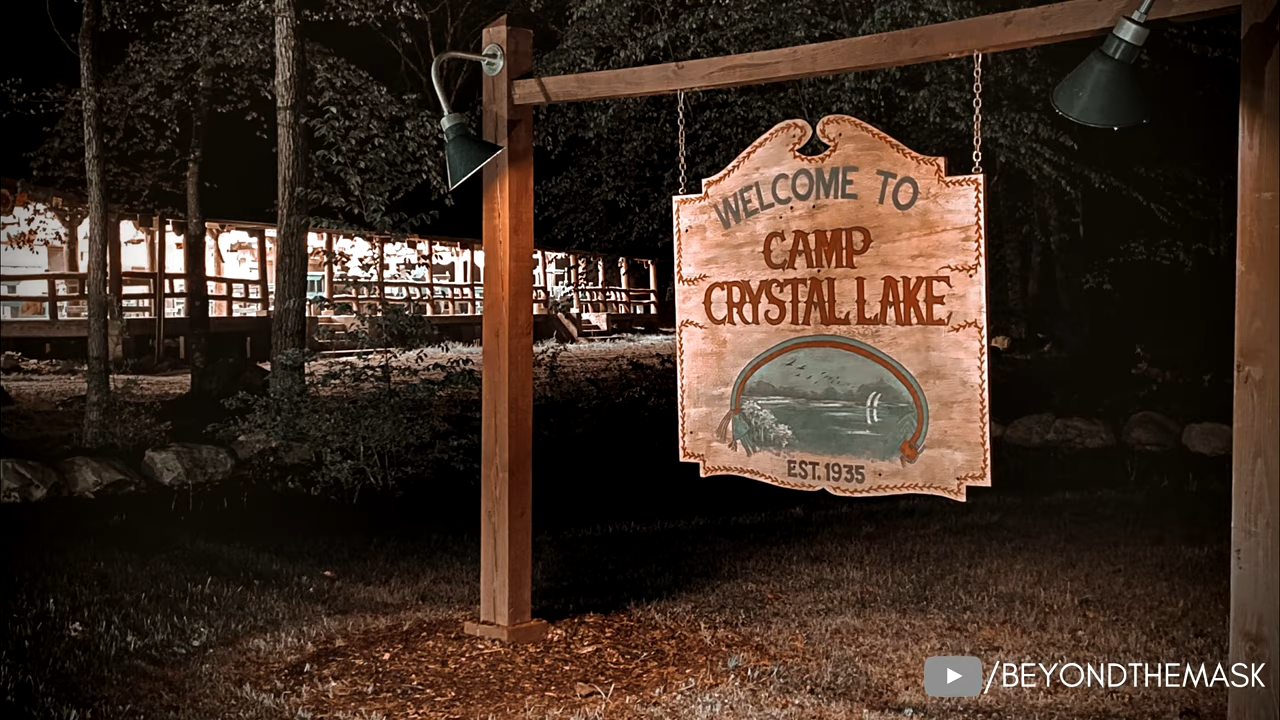 WELCOME TO
CAMP
CRYSTAL LAKE
EST. 1935
/BEYONDTHEMASK